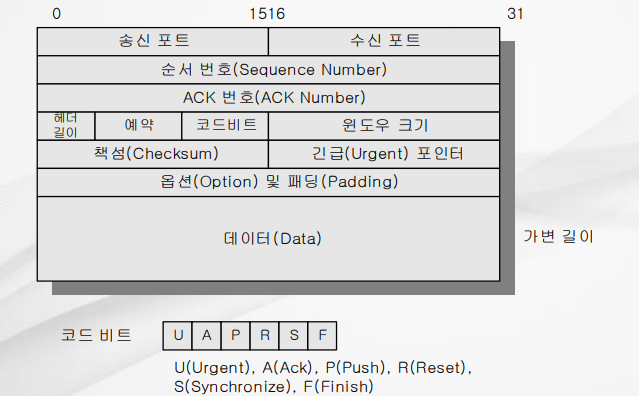 0 1516 31
송신 포트 수신 포트
순서 번호(Sequence Number)
ACK 번호(ACK Number)
헤더
길이 예약 코드비트 윈도우 크기
책섬(Checksum) 긴급(Urgent) 포인터
옵션(Option) 및 패딩(Padding)
데이터(Data) 가변 길이
코드 비트 U A P R S F
U(Urgent), A(Ack), P(Push), R(Reset),
S(Synchronize), F(Finish)